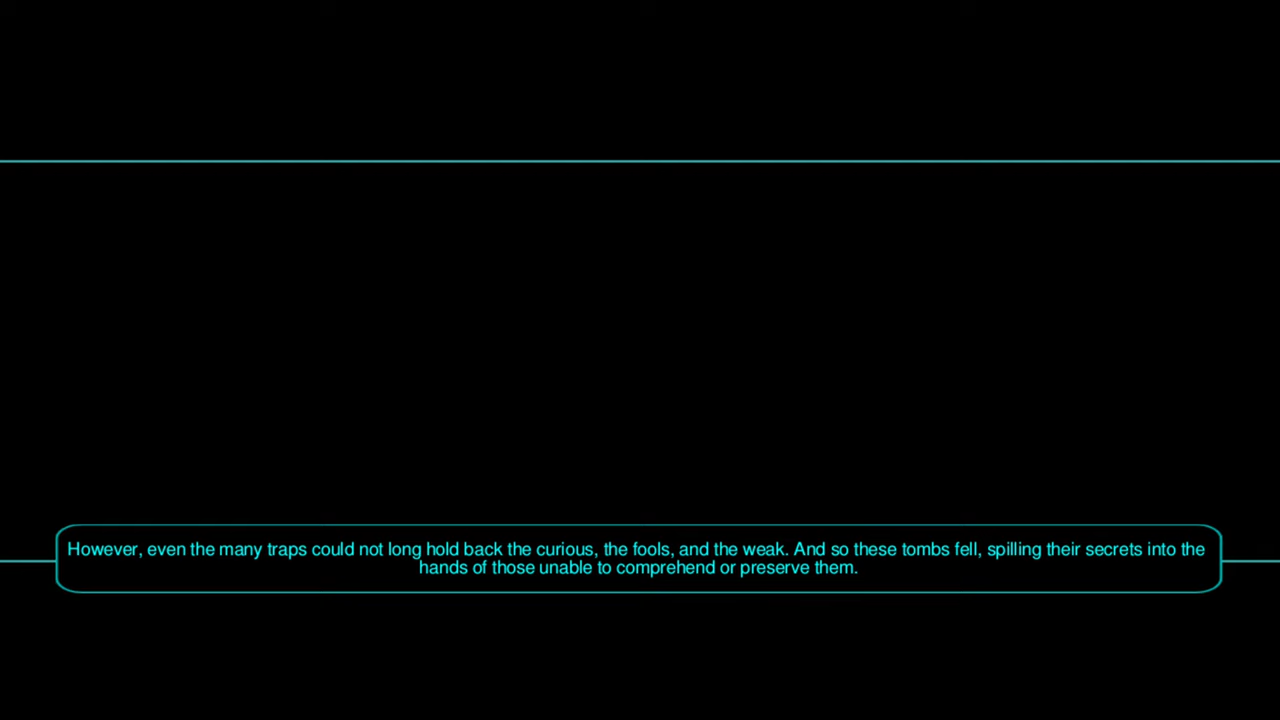 However, even the many traps could not long hold back the curious, the fools, and the weak. And so these tombs fell, spilling their secrets into the
hands of those unable to comprehend or preserve them.